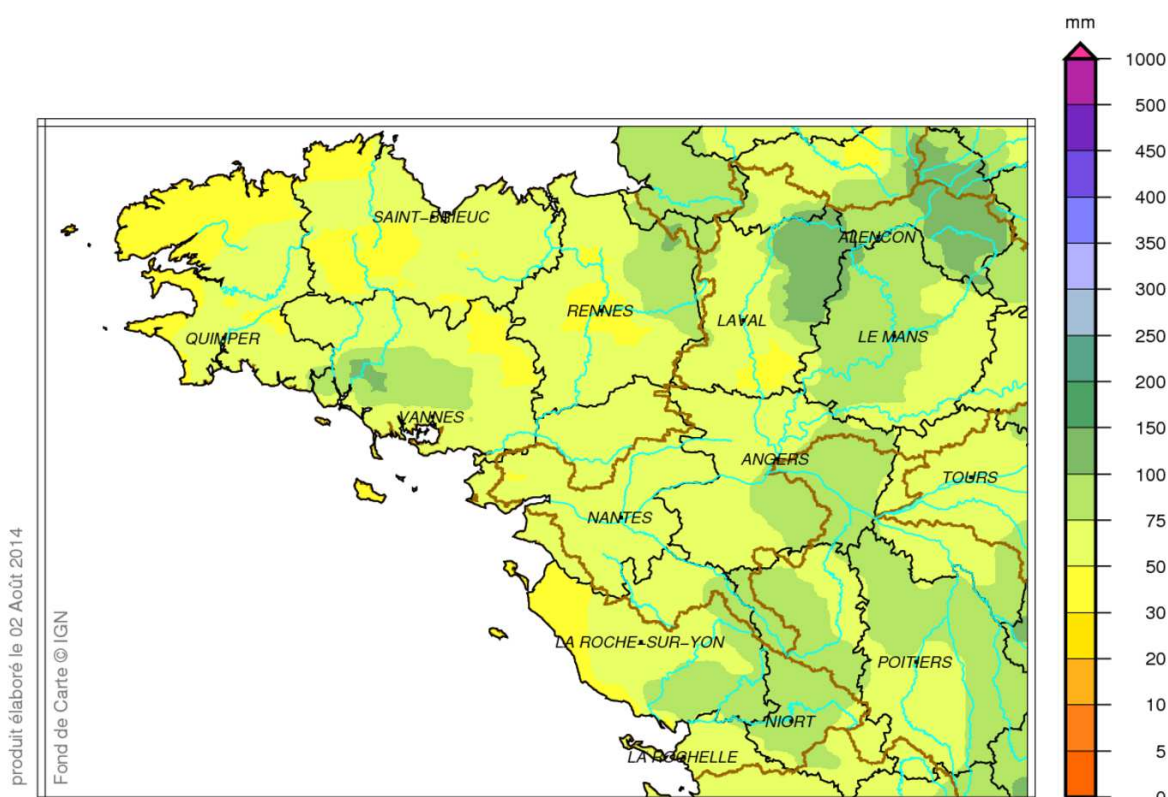 mm
1000
500
450
400
350
300
250
200
150
100
75
50
30
20
10
5
0
SAINT-BRIEUC
ALENCON
RENNES
LAVAL
LE MANS
QUIMPER
VANNES
ANGERS
TOURS
NANTES
LA ROCHE-SUR-YON
POITIERS
NIORT
LA ROCHELLE
produit élaboré le 02 Août 2014
Fond de Carte © IGN